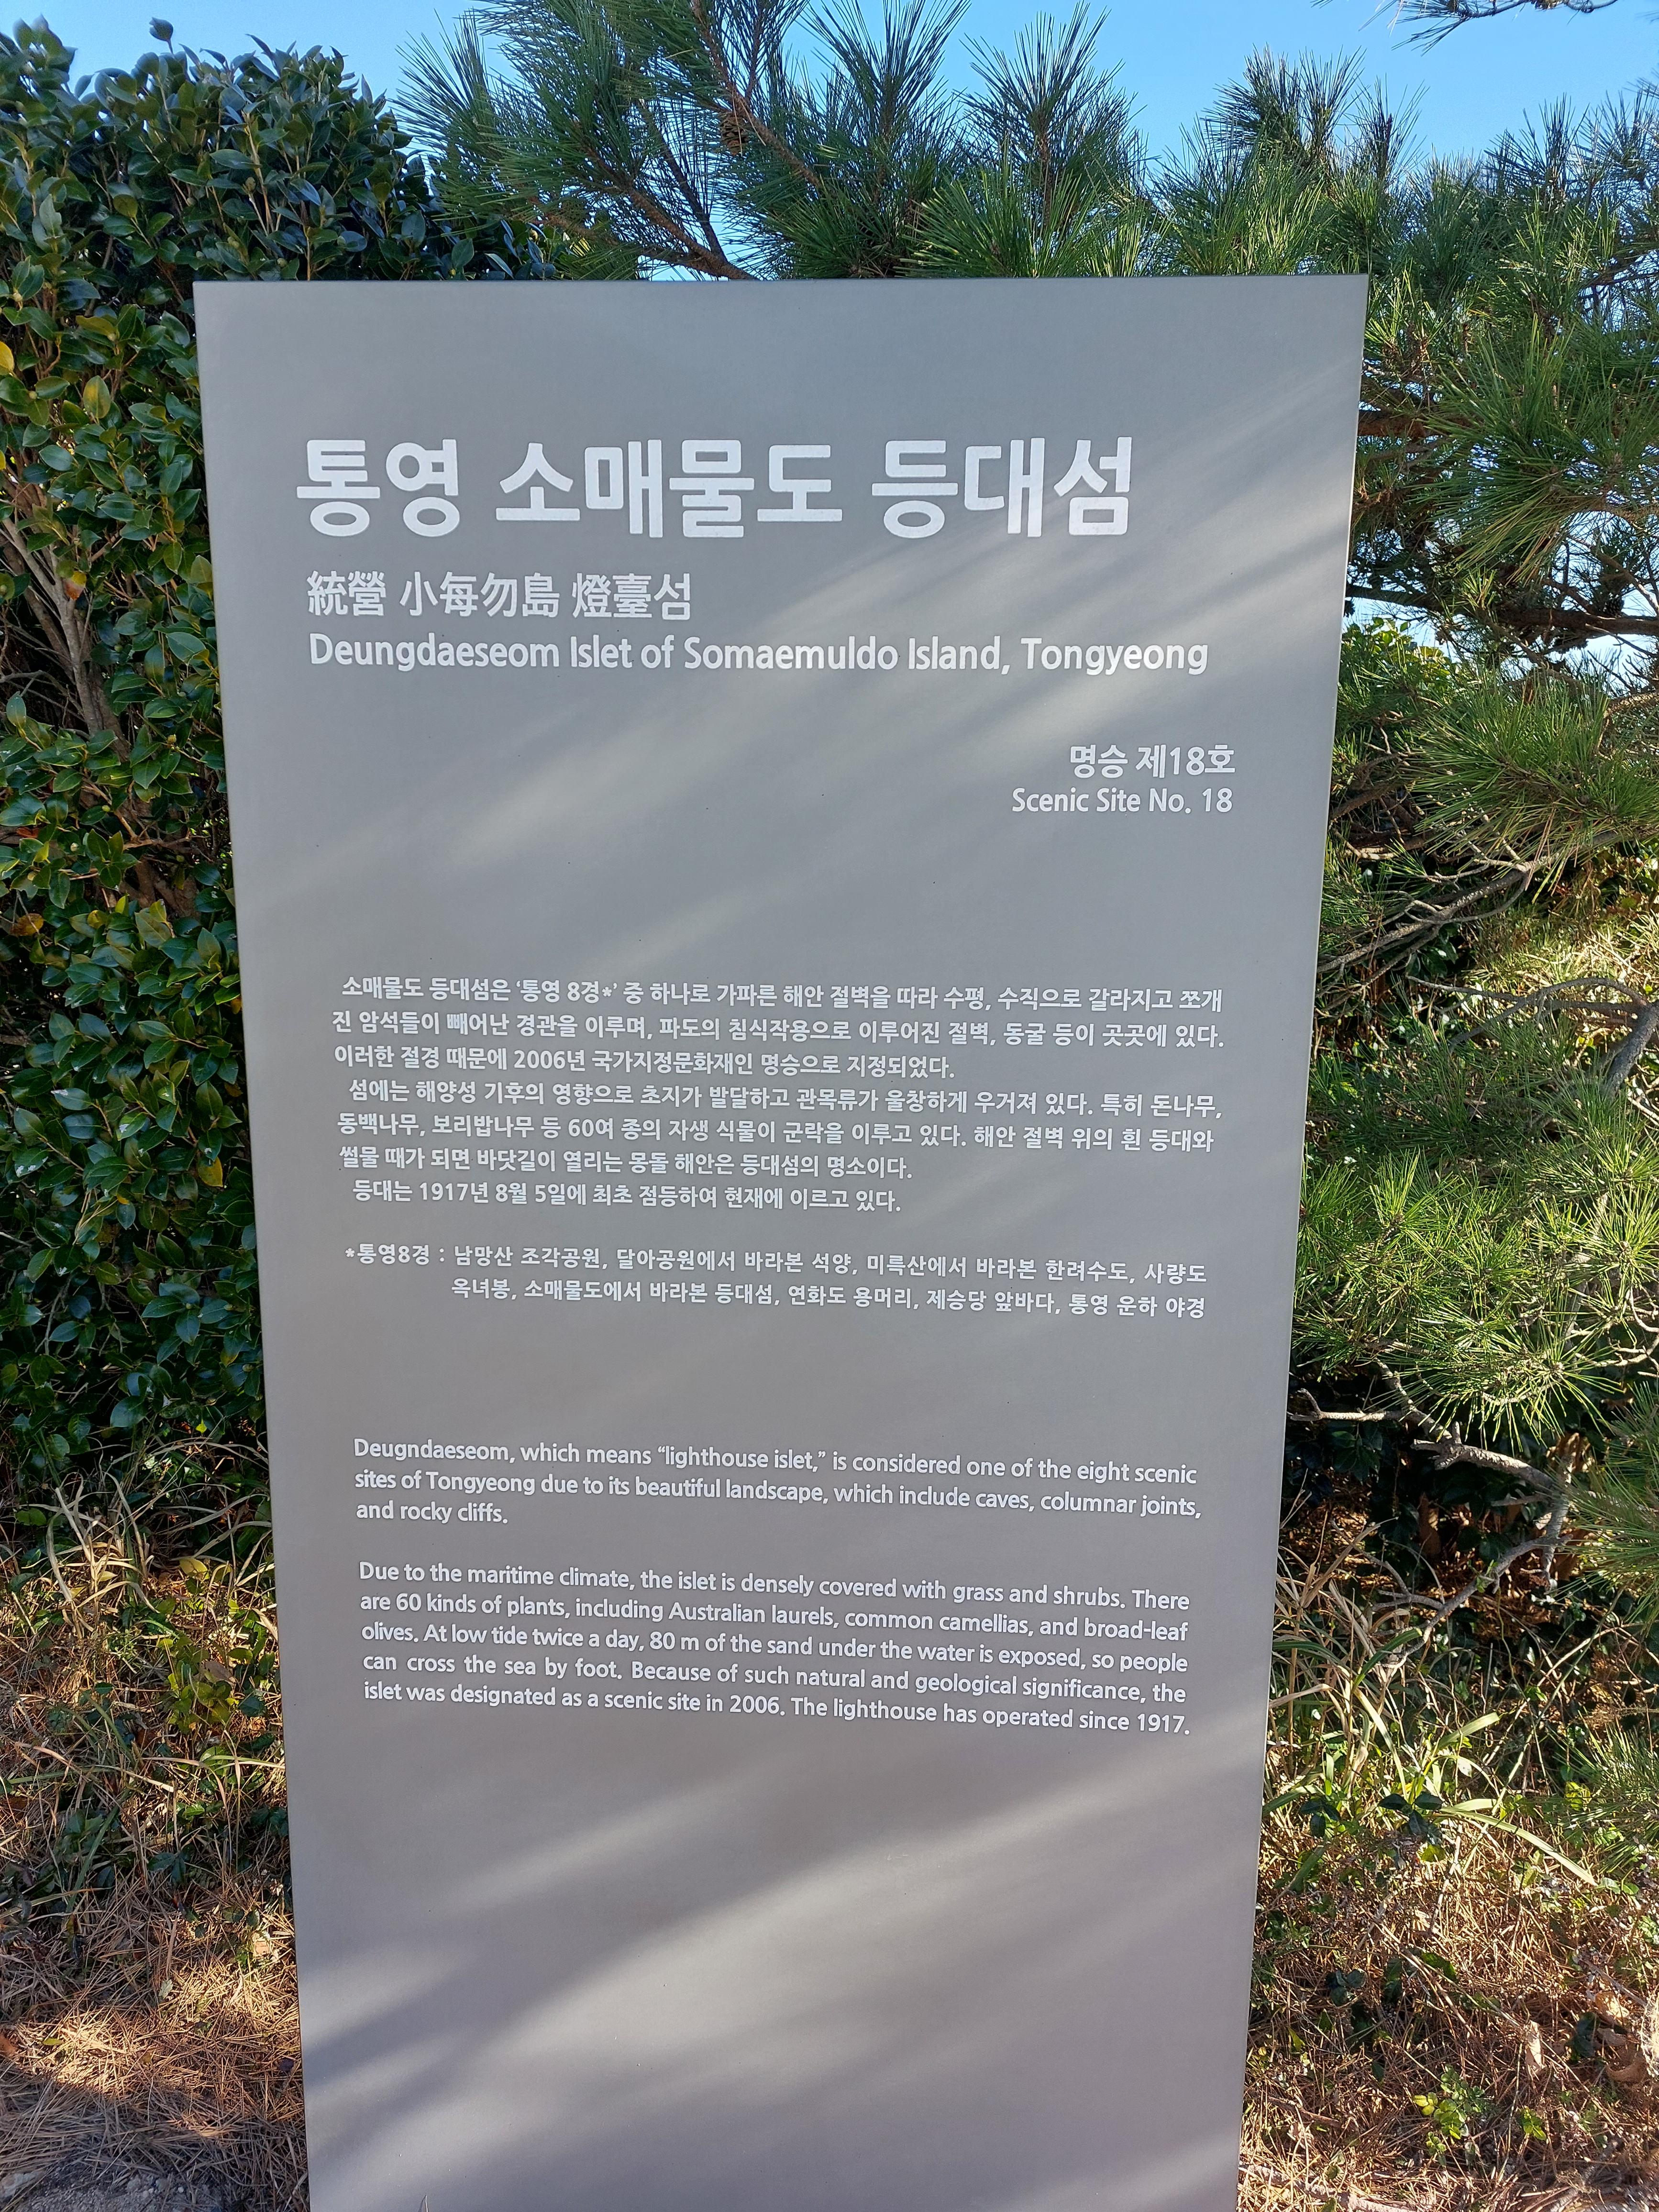 통영 소매물도 등대섬
統營 小每勿島 燈臺섬
Deungdaeseom Islet of Somaemuldo Island, Tongyeong
명승 제18호
Scenic Site No. 18
소매물도 등대섬은 ‘통영 8경*’ 중 하나로 가파른 해안 절벽을 따라 수평, 수직으로 갈라지고 쪼개
진 암석들이 빼어난 경관을 이루며, 파도의 침식작용으로 이루어진 절벽, 동굴 등이 곳곳에 있다.
이러한 절경 때문에 2006년 국가지정문화재인 명승으로 지정되었다.
섬에는 해양성 기후의 영향으로 초지가 발달하고 관목류가 울창하게 우거져 있다. 특히 돈나무,
동백나무, 보리밥나무 등 60여 종의 자생 식물이 군락을 이루고 있다. 해안 절벽 위의 흰 등대와
썰물 때가 되면 바닷길이 열리는 몽돌 해안은 등대섬의 명소이다.
등대는 1917년 8월 5일에 최초 점등하여 현재에 이르고 있다.
*통영8경 : 남망산 조각공원, 달아공원에서 바라본 석양, 미륵산에서 바라본 한려수도, 사량도
옥녀봉, 소매물도에서 바라본 등대섬, 연화도 용머리, 제승당 앞바다, 통영 운하 야경
Deugndaeseom, which means “lighthouse islet,” is considered one of the eight scenic
sites of Tongyeong due to its beautiful landscape, which include caves, columnar joints,
and rocky cliffs.
Due to the maritime climate, the islet is densely covered with grass and shrubs. There
are 60 kinds of plants, including Australian laurels, common camellias, and broad-leaf
olives. At low tide twice a day, 80 m of the sand under the water is exposed, so people
can cross the sea by foot. Because of such natural and geological significance, the
islet was designated as a scenic site in 2006. The lighthouse has operated since 1917.